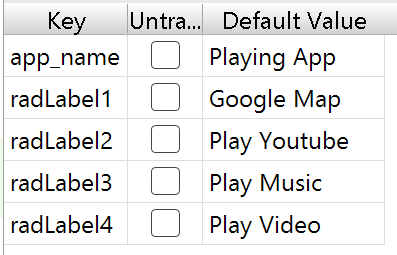 Key Untra... Default Value
app_name Playing App
radLabel1 Google Map
radLabel2 Play Youtube
radLabel3 Play Music
radLabel4 Play Video